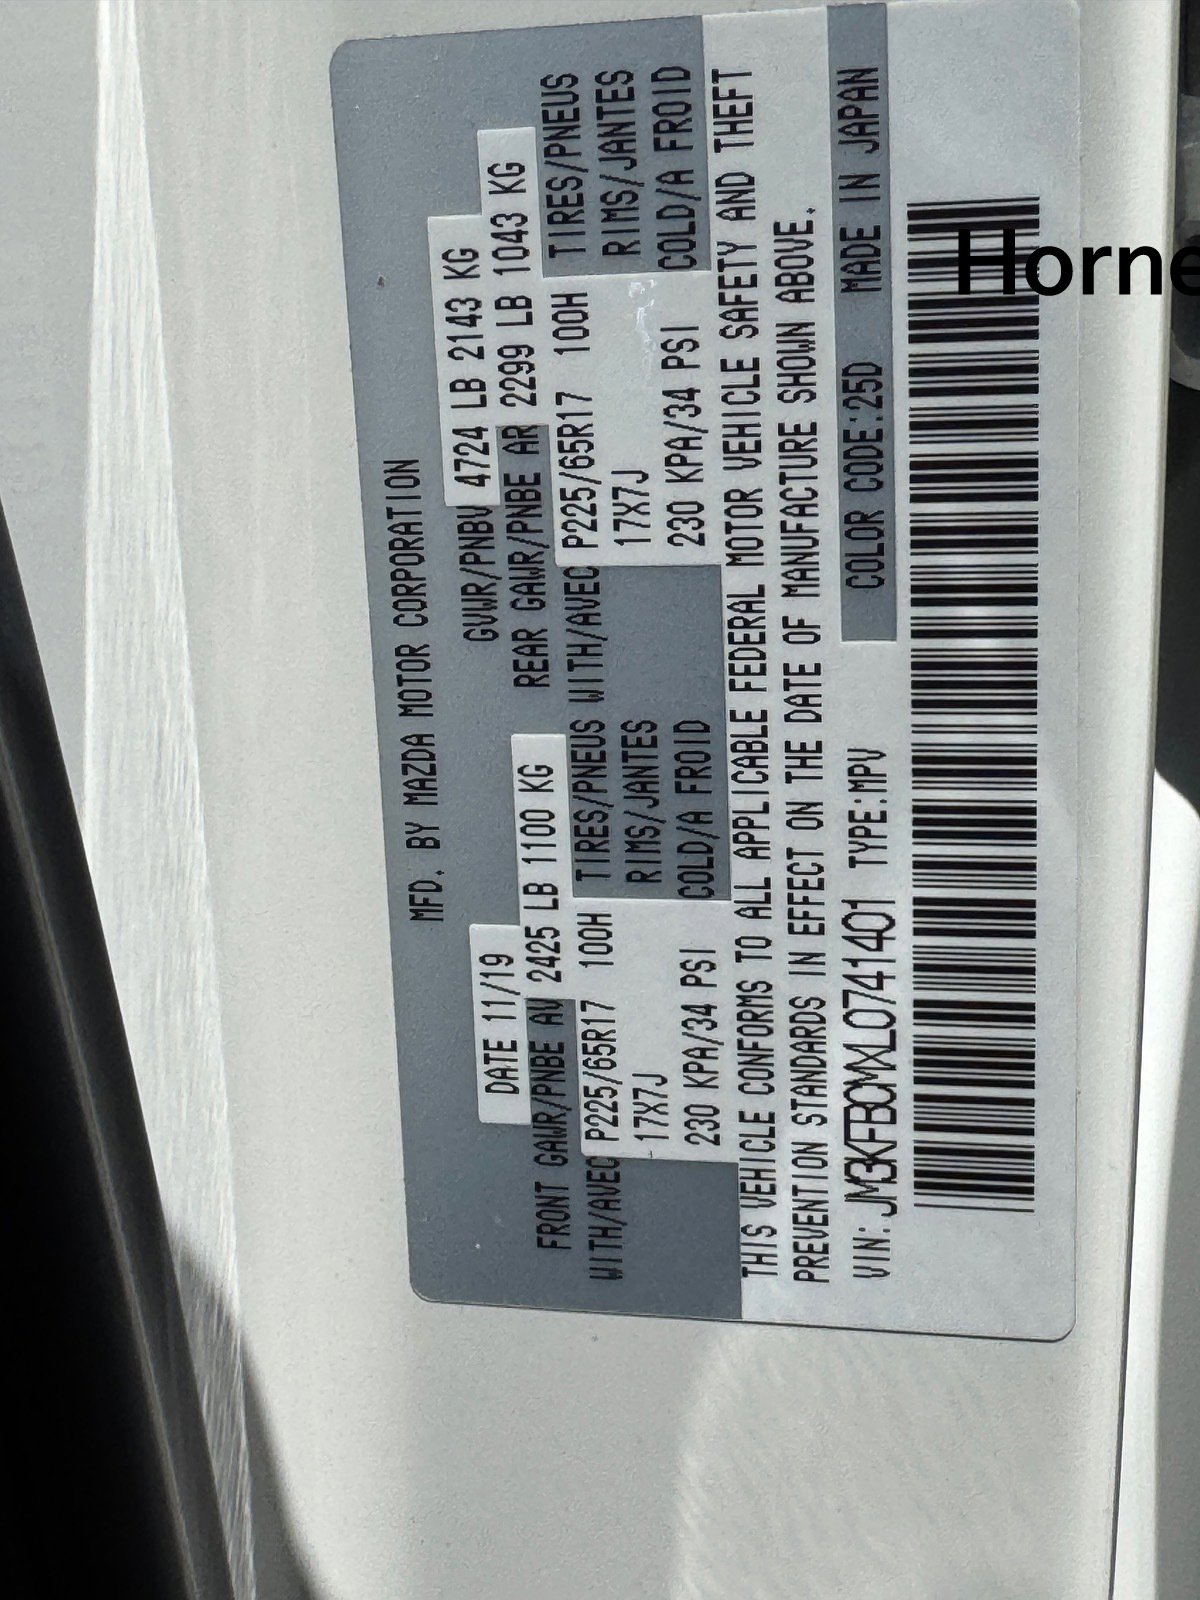 MFD. BY MAZDA MOTOR CORPORATION
DATE 11/19 GVWR/PNBV 4724 LB 2143 KG
FRONT GAWR/PNBE AV 2425 LB 1100 KG REAR GAWR/PNBE AR 2299 LB 1043 KG
WITH/AVEC P225/65R17 100H TIRES/PNEUS WITH/AVEC P225/65R17 100H TIRES/PNEUS
17X7J RIMS/JANTES 17X7J RIMS/JANTES
230 KPA/34 PSI COLD/A FROID 230 KPA/34 PSI COLD/A FROID
THIS VEHICLE CONFORMS TO ALL APPLICABLE FEDERAL MOTOR VEHICLE SAFETY AND THEFT
PREVENTION STANDARDS IN EFFECT ON THE DATE OF MANUFACTURE SHOWN ABOVE.
VIN: JM3KFBCMXL0741401 TYPE:MPV COLOR CODE:25D MADE IN JAPAN
Horne